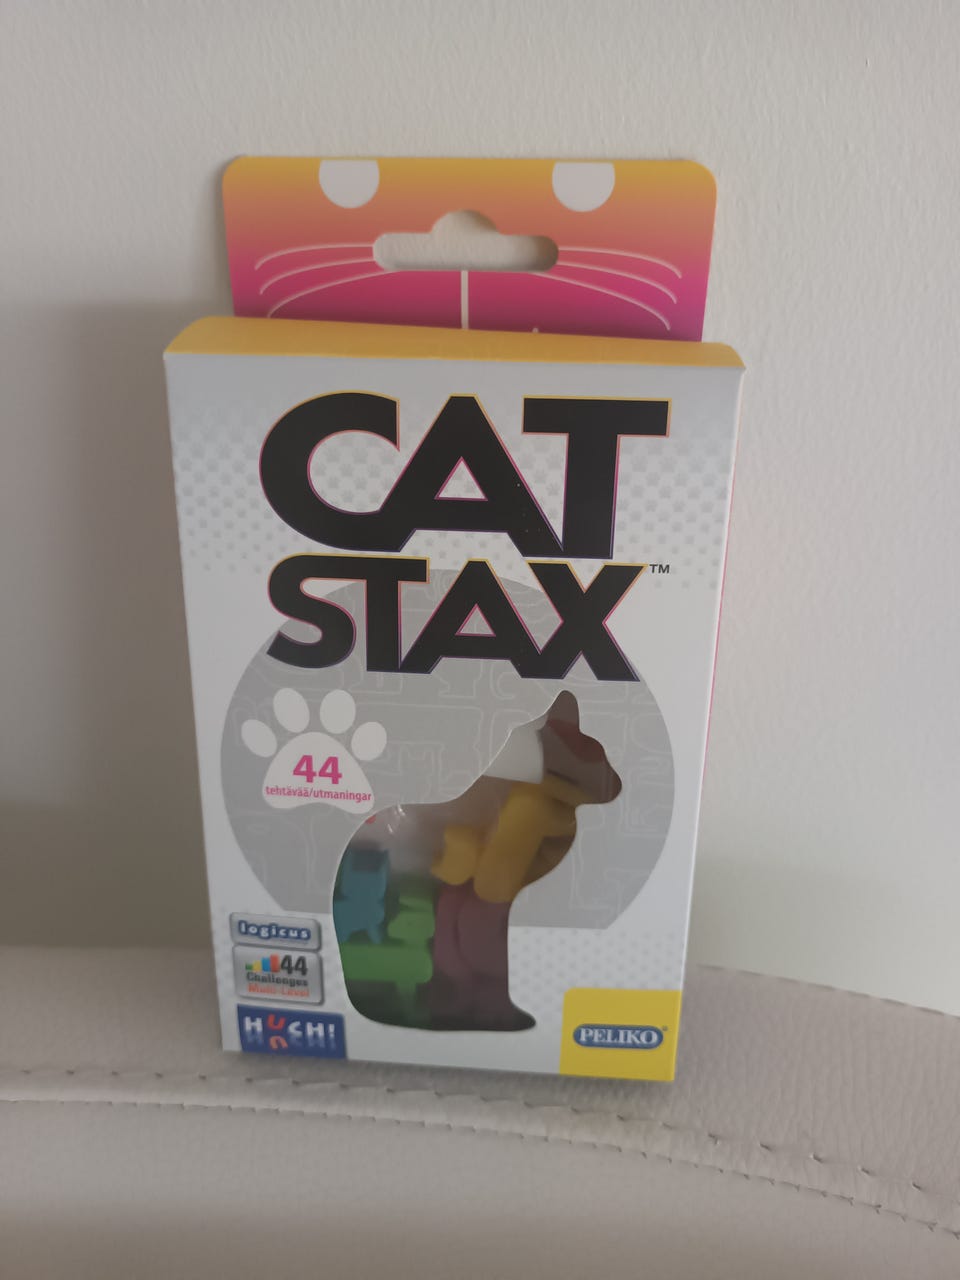 CAT
STAX™
44
tehtävää/utmaningar
logicus
44
Challenges
Multi-Level
HUCH!
PELIKO®